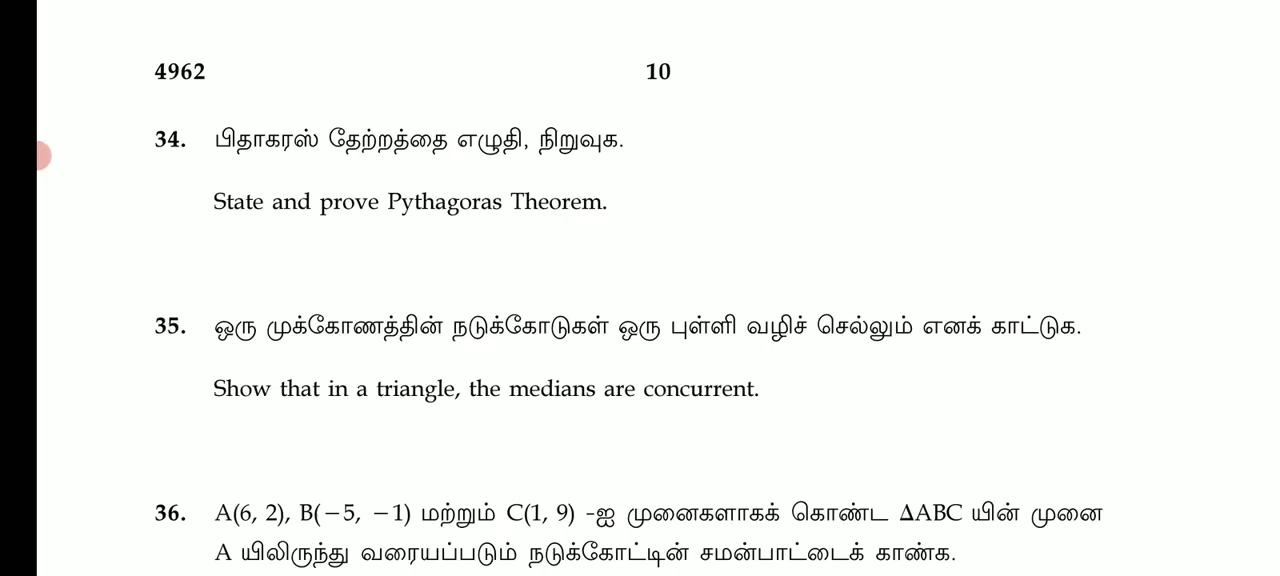 4962 10
34. பிதாகரஸ் தேற்றத்தை எழுதி, நிறுவுக.
State and prove Pythagoras Theorem.
35. ஒரு முக்கோணத்தின் நடுக்கோடுகள் ஒரு புள்ளி வழிச் செல்லும் எனக் காட்டுக.
Show that in a triangle, the medians are concurrent.
36. A(6, 2), B(−5, −1) மற்றும் C(1, 9) -ஐ முனைகளாகக் கொண்ட ΔABC யின் முனை
A யிலிருந்து வரையப்படும் நடுக்கோட்டின் சமன்பாட்டைக் காண்க.